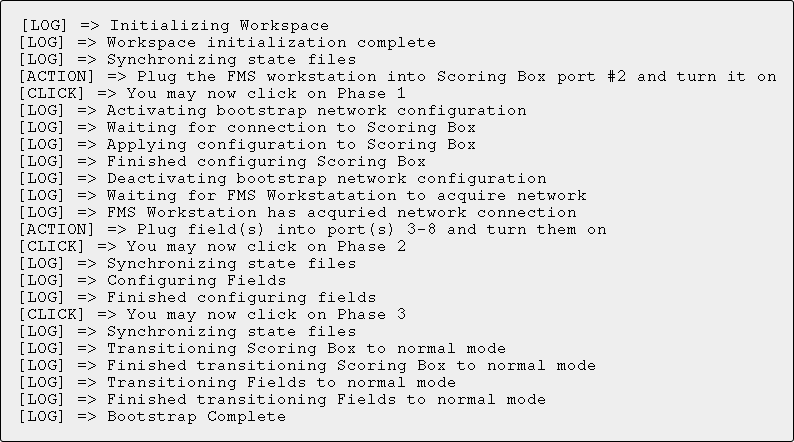 [LOG] => Initializing Workspace
[LOG] => Workspace initialization complete
[LOG] => Synchronizing state files
[ACTION] => Plug the FMS workstation into Scoring Box port #2 and turn it on
[CLICK] => You may now click on Phase 1
[LOG] => Activating bootstrap network configuration
[LOG] => Waiting for connection to Scoring Box
[LOG] => Applying configuration to Scoring Box
[LOG] => Finished configuring Scoring Box
[LOG] => Deactivating bootstrap network configuration
[LOG] => Waiting for FMS Workstatation to acquire network
[LOG] => FMS Workstation has acquried network connection
[ACTION] => Plug field(s) into port(s) 3-8 and turn them on
[CLICK] => You may now click on Phase 2
[LOG] => Synchronizing state files
[LOG] => Configuring Fields
[LOG] => Finished configuring fields
[CLICK] => You may now click on Phase 3
[LOG] => Synchronizing state files
[LOG] => Transitioning Scoring Box to normal mode
[LOG] => Finished transitioning Scoring Box to normal mode
[LOG] => Transitioning Fields to normal mode
[LOG] => Finished transitioning Fields to normal mode
[LOG] => Bootstrap Complete